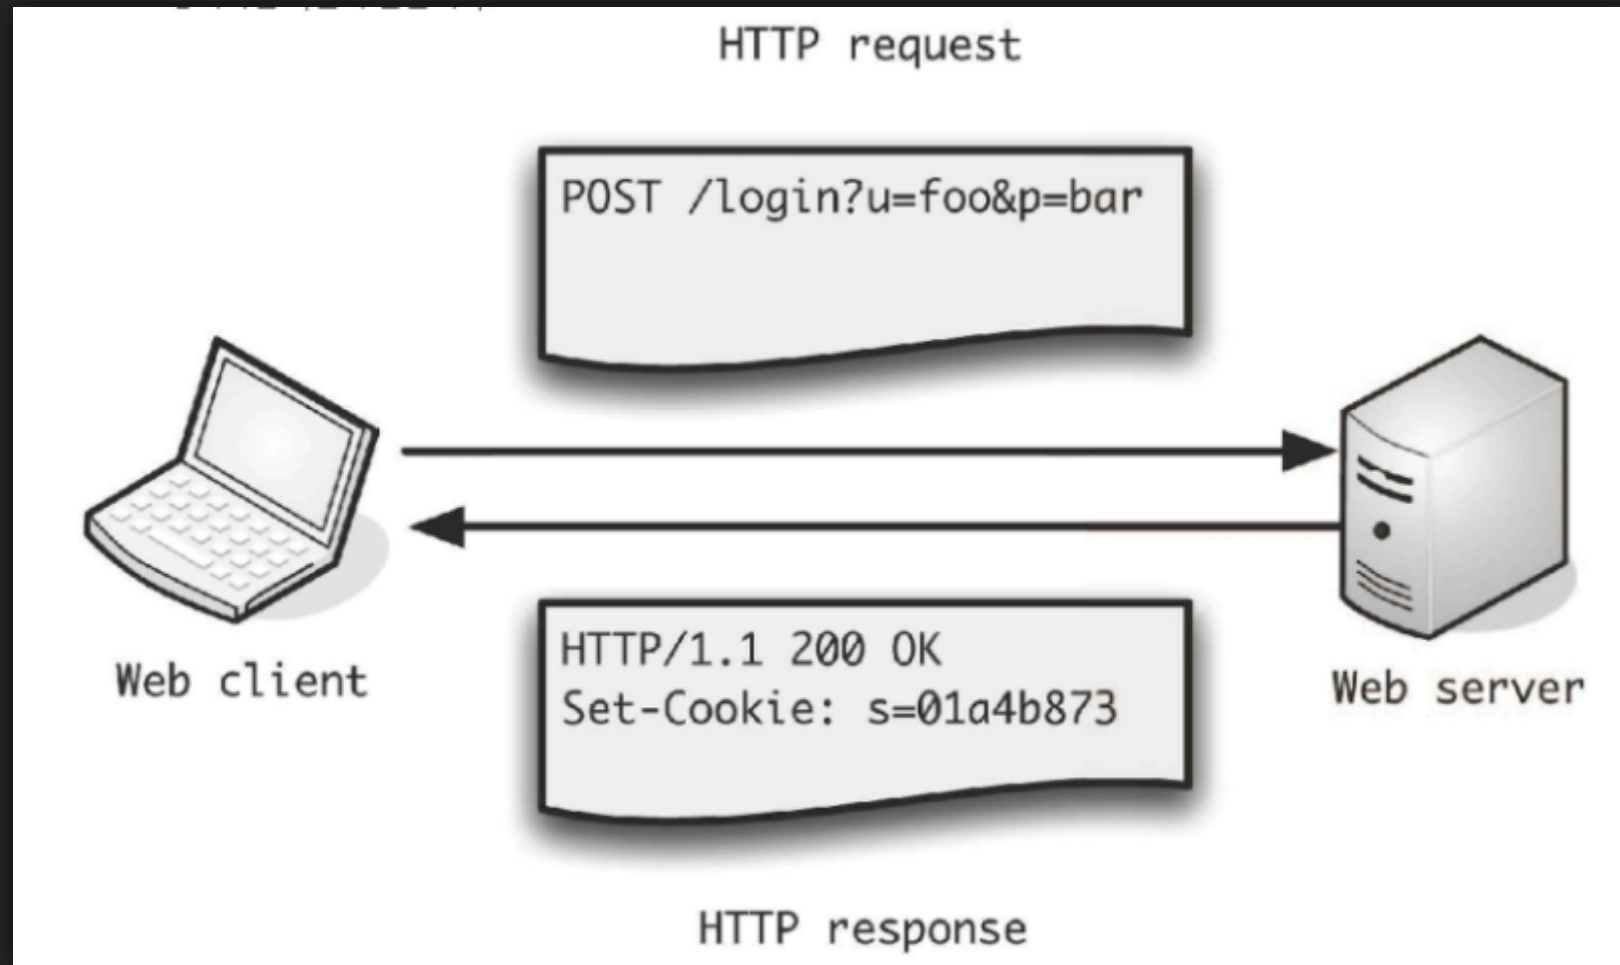 HTTP request
POST /login?u=foo&p=bar
Web client
Web server
HTTP/1.1 200 OK
Set-Cookie: s=01a4b873
HTTP response